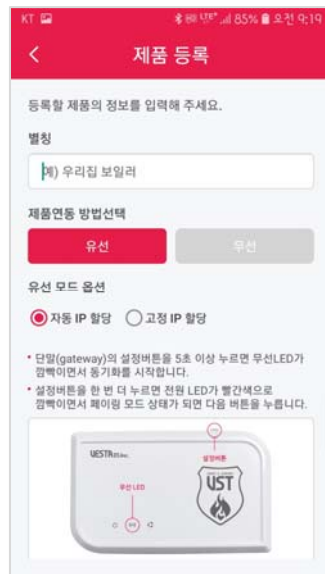 KT 85% 오전 9:19
제품 등록
등록할 제품의 정보를 입력해 주세요.
별칭
예) 우리집 보일러
제품연동 방법선택
유선 무선
유선 모드 옵션
자동 IP 할당 고정 IP 할당
• 단말(gateway)의 설정버튼을 5초 이상 누르면 무선LED가
깜빡이면서 동기화를 시작합니다.
• 설정버튼을 한 번 더 누르면 전원 LED가 빨간색으로
깜빡이면서 페이링 모드 상태가 되면 다음 버튼을 누릅니다.
설정버튼
무선 LED
UST